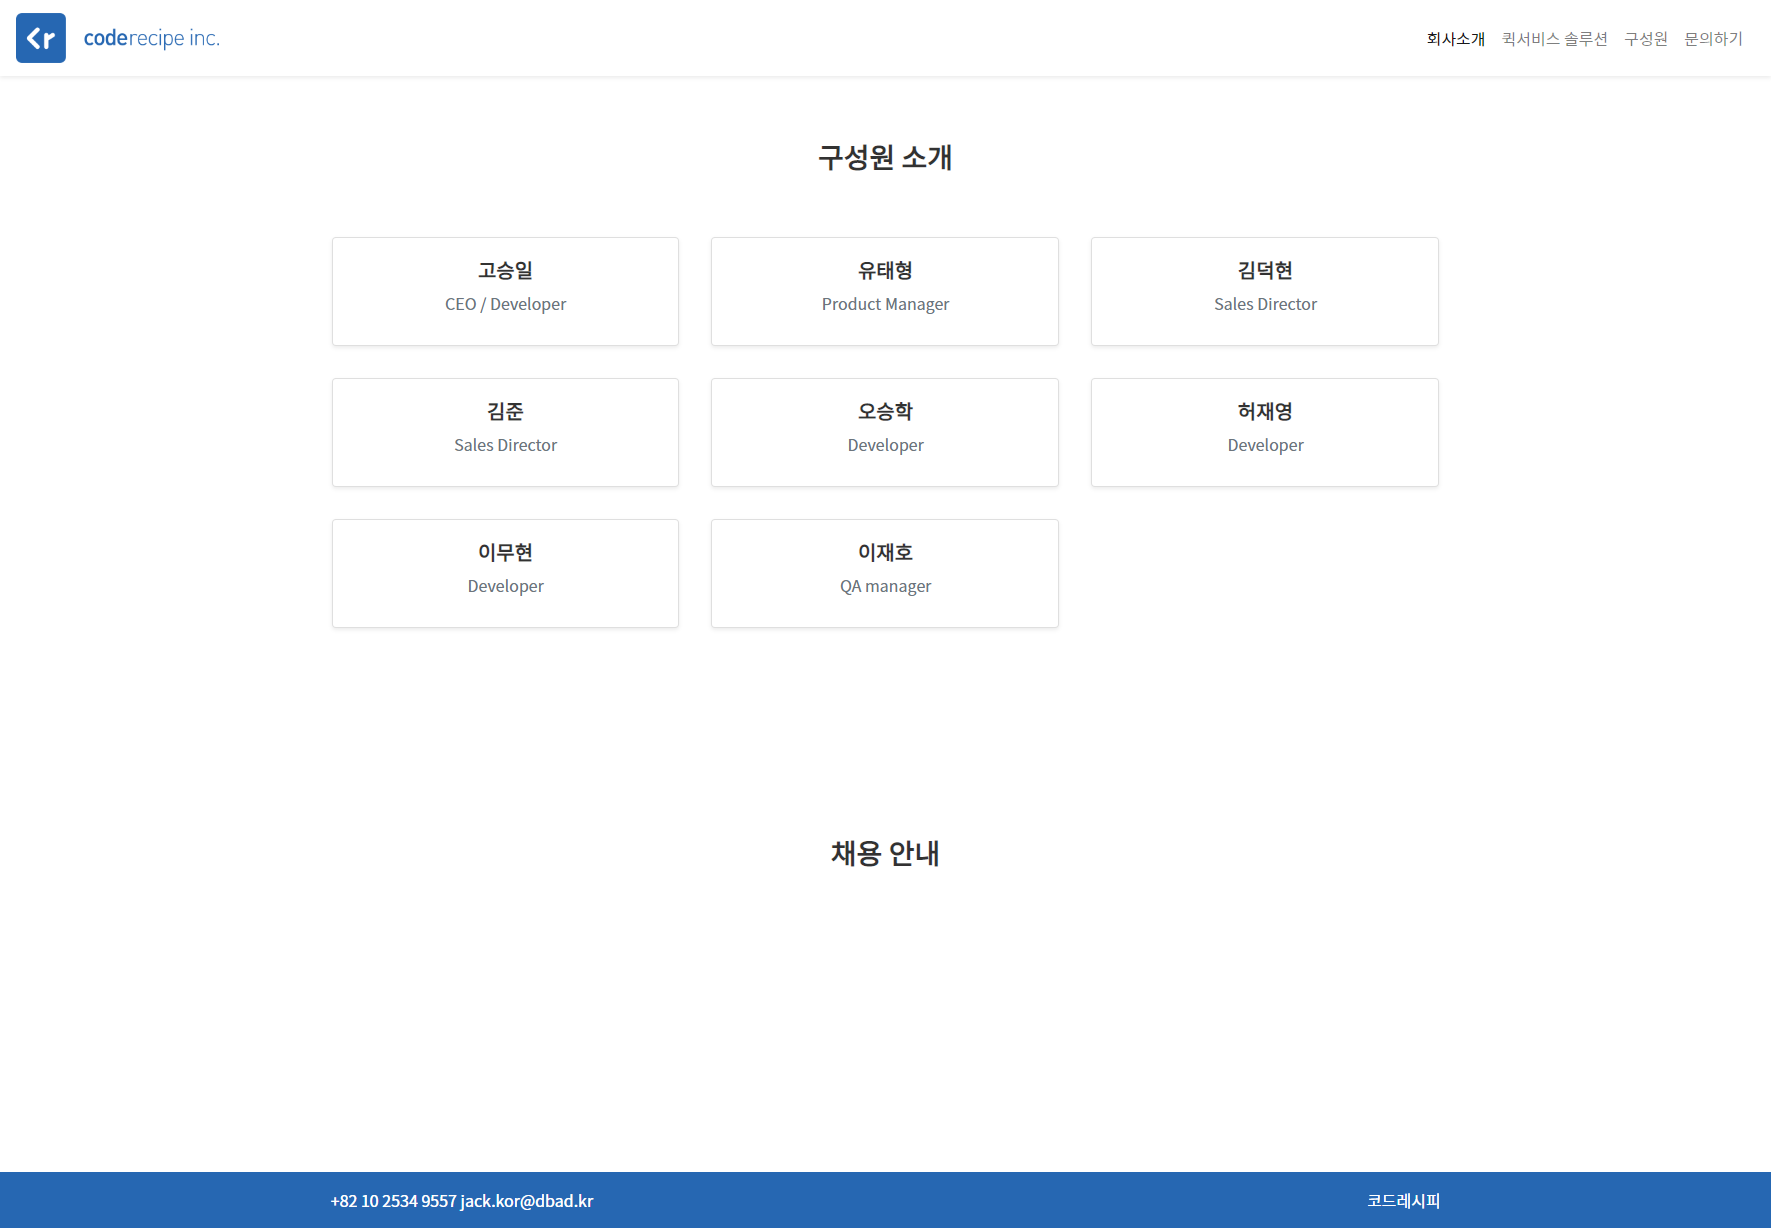 <r coderecipe inc.
회사소개 퀵서비스 솔루션 구성원 문의하기
구성원 소개
고승일
CEO / Developer
유태형
Product Manager
김덕현
Sales Director
김준
Sales Director
오승학
Developer
허재영
Developer
이무현
Developer
이재호
QA manager
채용 안내
+82 10 2534 9557 jack.kor@dbad.kr
코드레시피